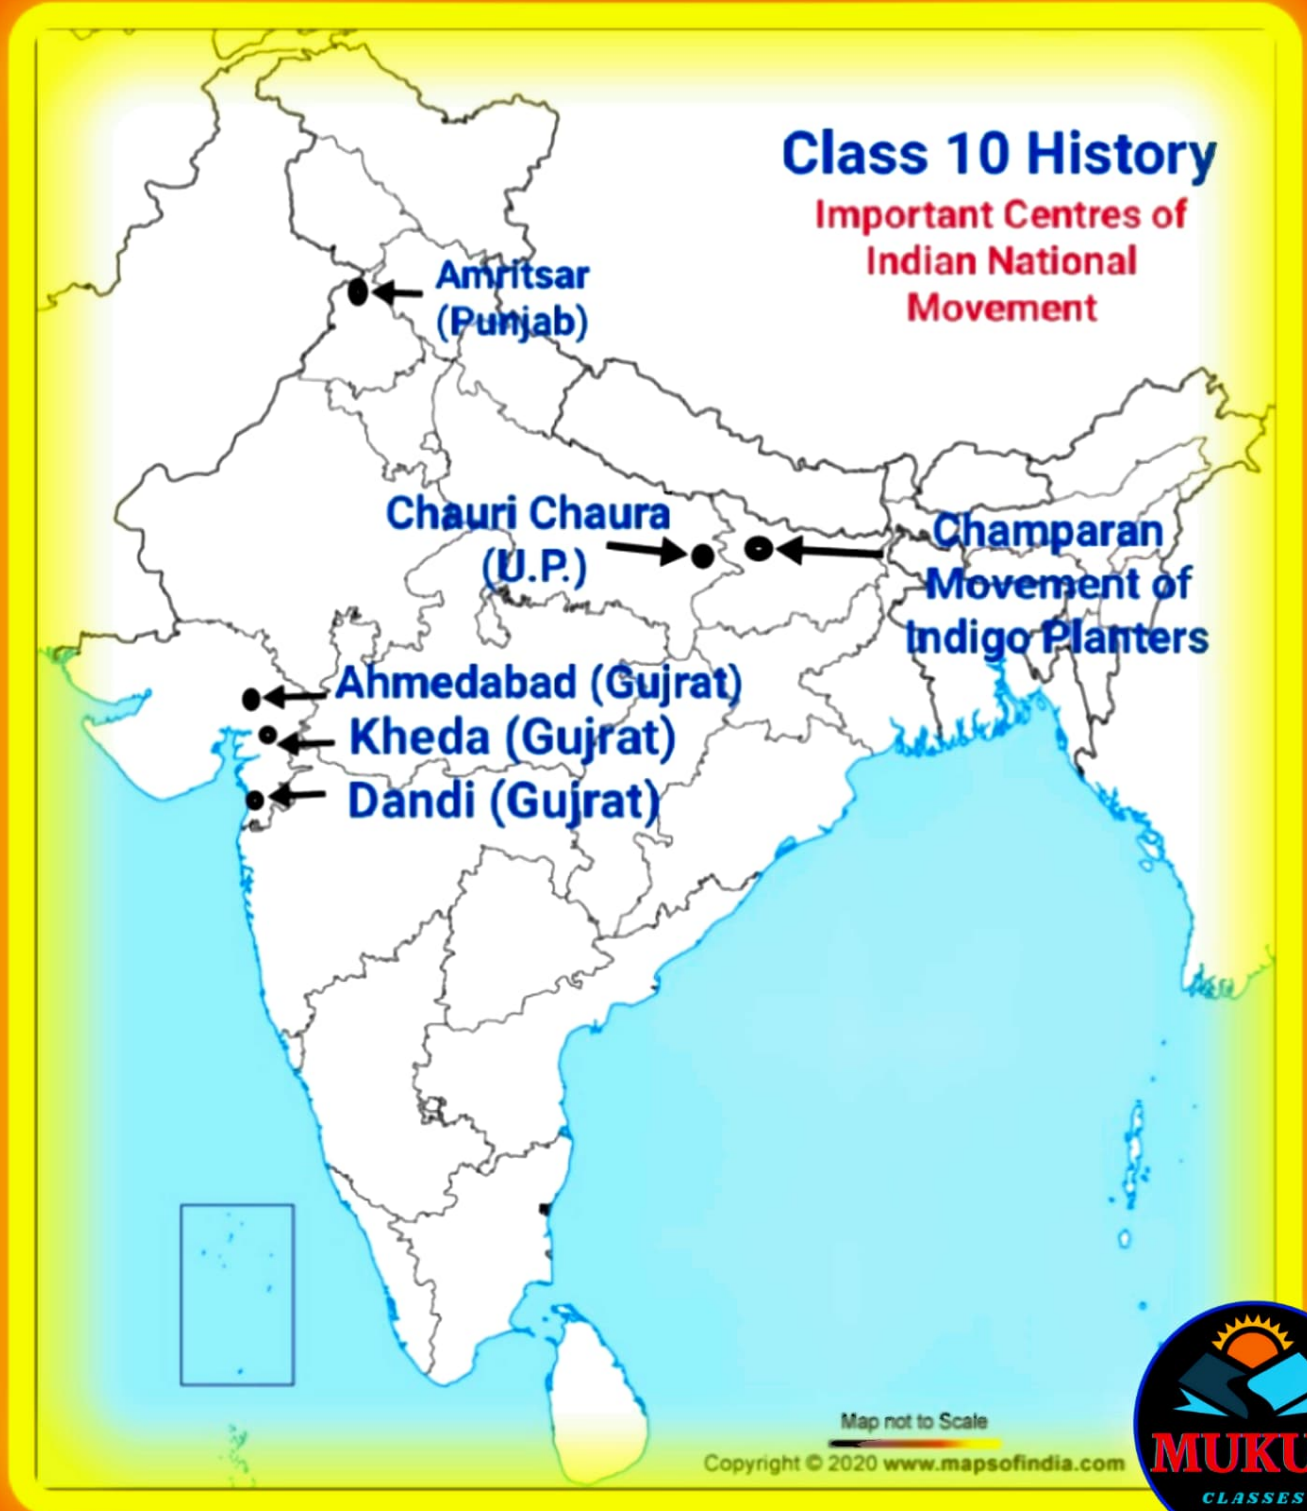 Class 10 History
Important Centres of
Indian National
Movement
Amritsar
(Punjab)
Chauri Chaura
(U.P.)
Champaran
Movement of
Indigo Planters
Ahmedabad (Gujrat)
Kheda (Gujrat)
Dandi (Gujrat)
Map not to Scale
Copyright © 2020 www.mapsofindia.com
MUKU
CLASSES